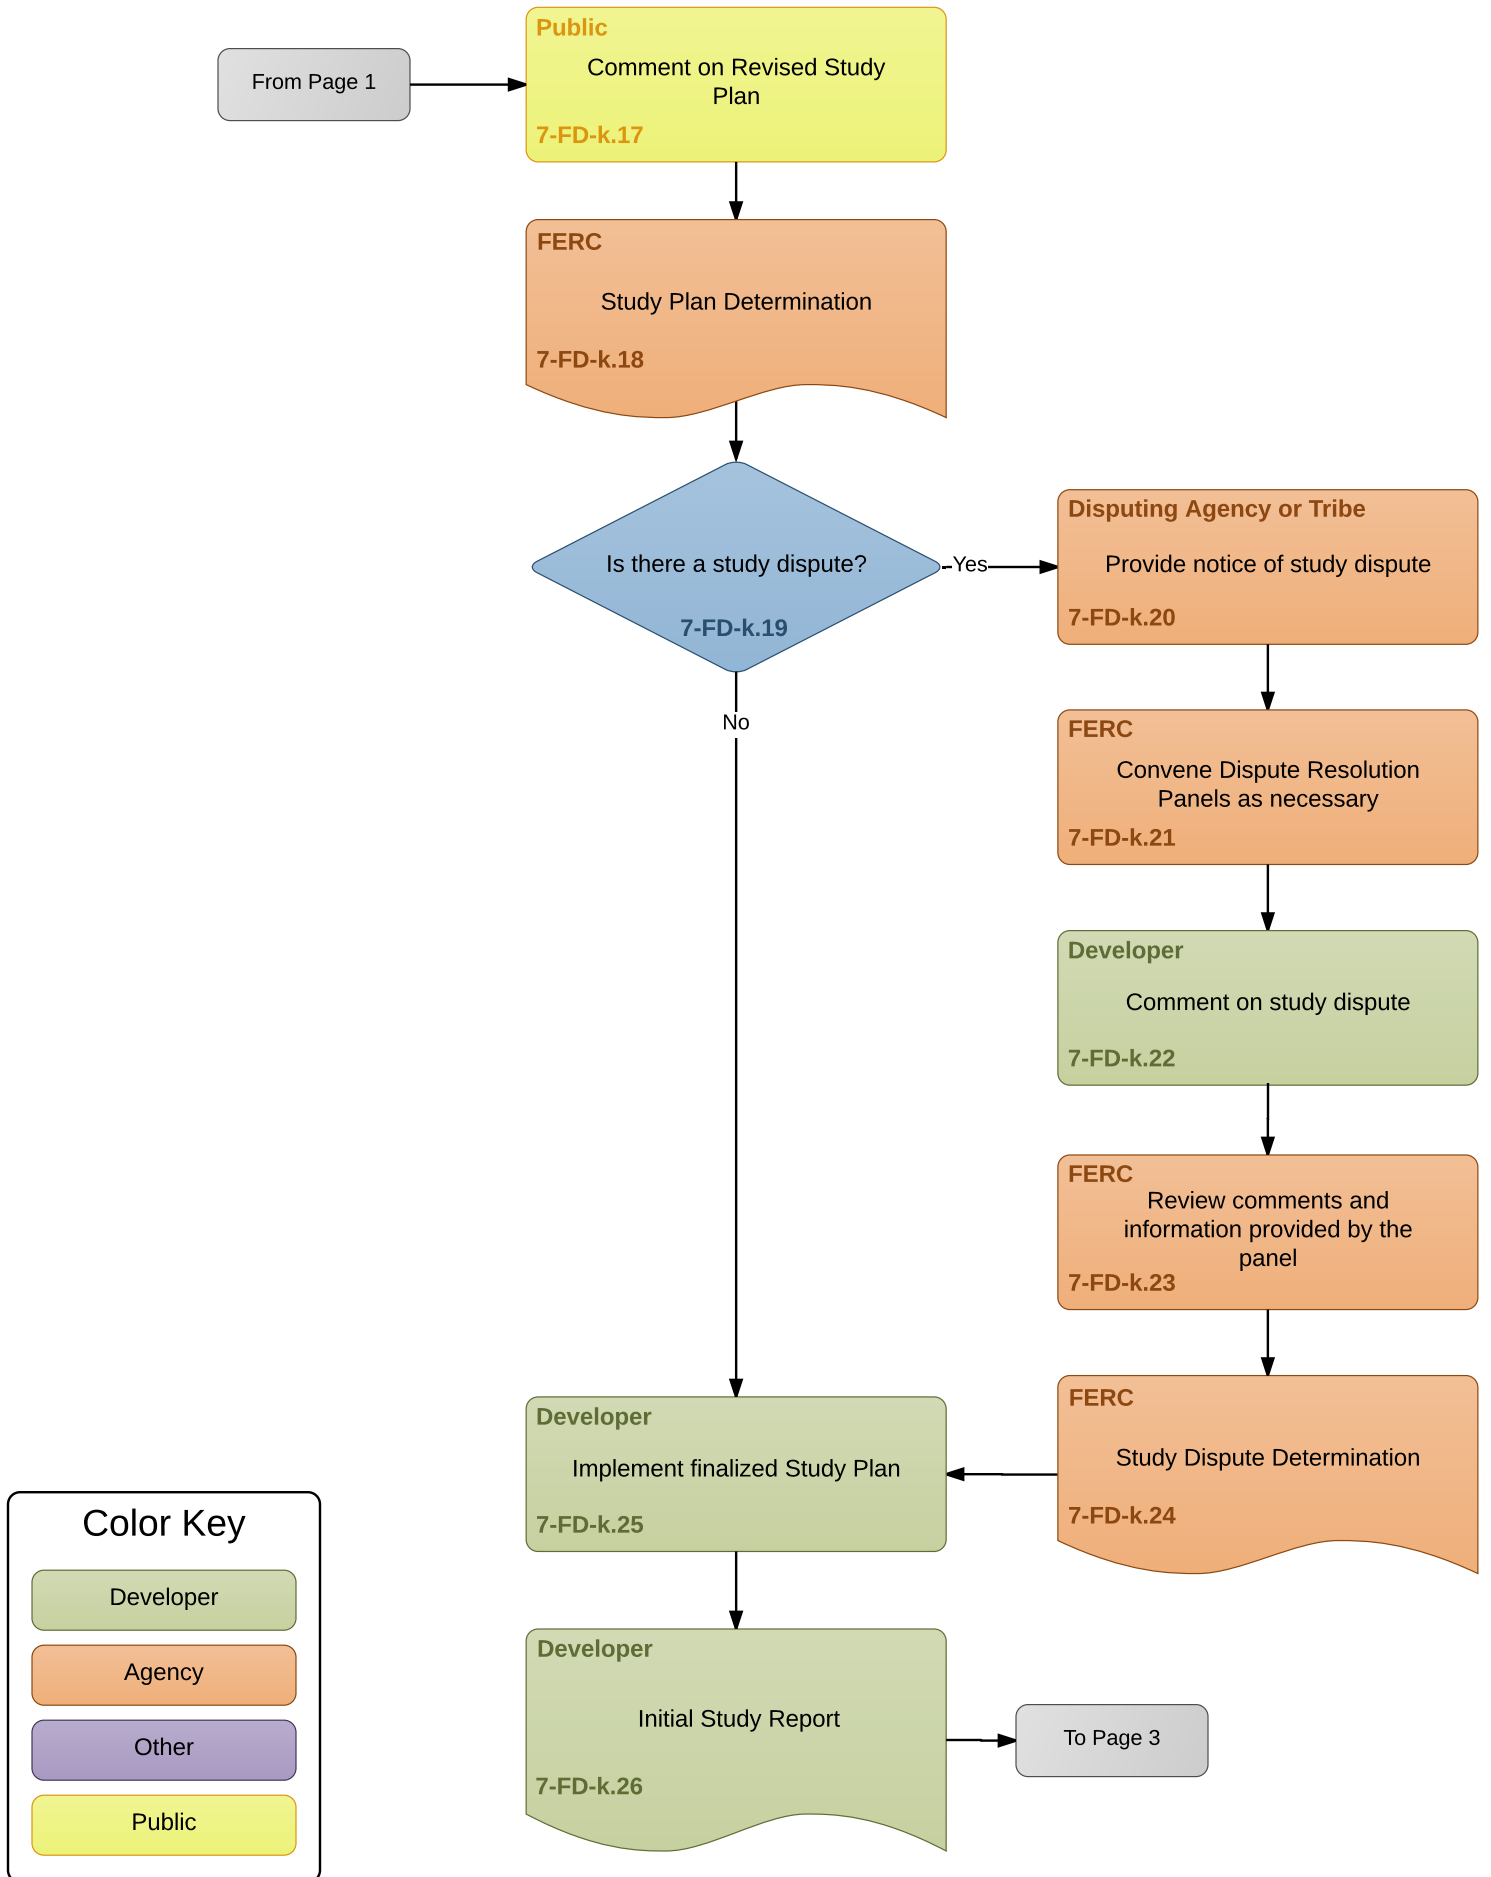 From Page 1
Public
Comment on Revised Study
Plan
7-FD-k.17
FERC
Study Plan Determination
7-FD-k.18
Is there a study dispute?
7-FD-k.19
Yes
No
Disputing Agency or Tribe
Provide notice of study dispute
7-FD-k.20
FERC
Convene Dispute Resolution
Panels as necessary
7-FD-k.21
Developer
Comment on study dispute
7-FD-k.22
FERC
Review comments and
information provided by the
panel
7-FD-k.23
FERC
Study Dispute Determination
7-FD-k.24
Developer
Implement finalized Study Plan
7-FD-k.25
Developer
Initial Study Report
7-FD-k.26
To Page 3
Color Key
Developer
Agency
Other
Public